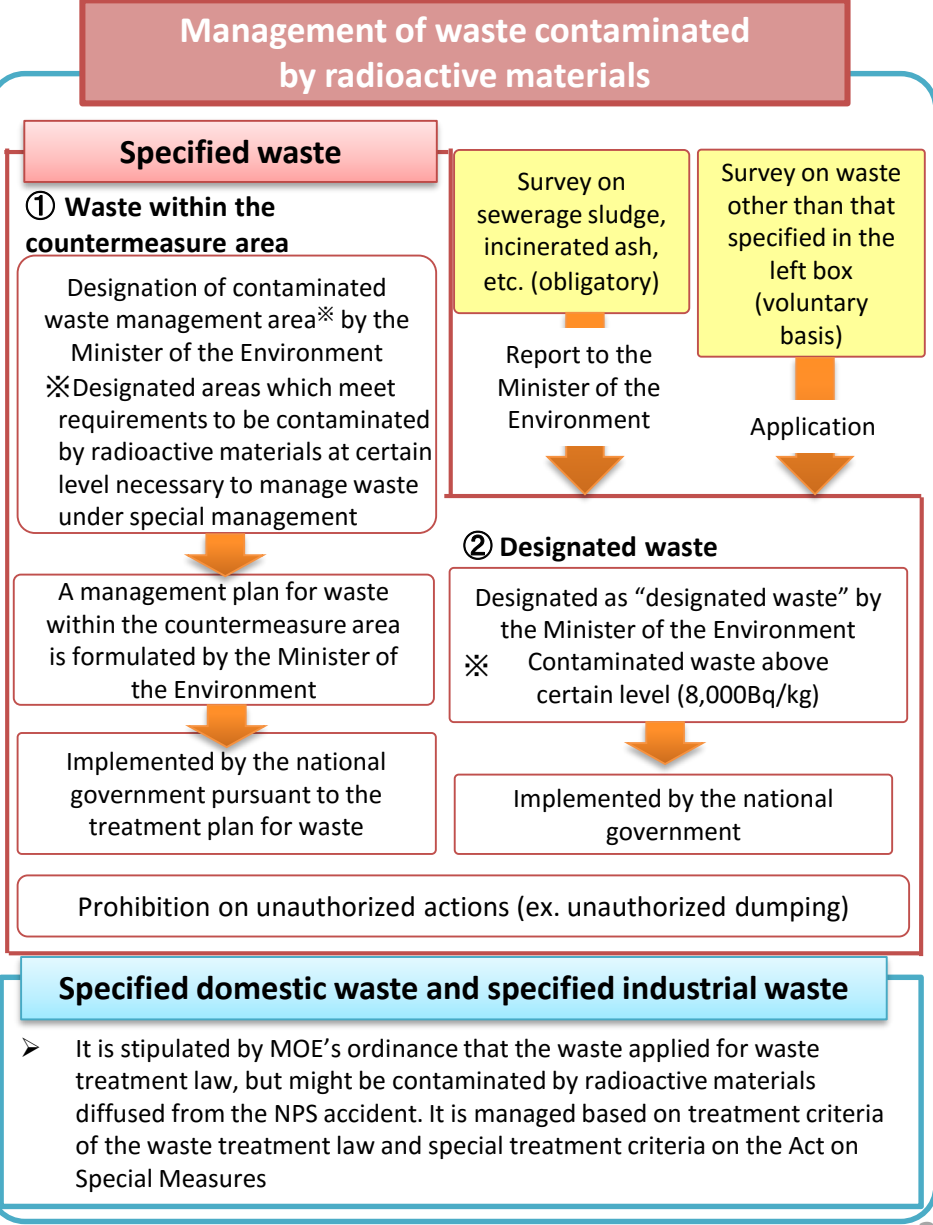 Management of waste contaminated
by radioactive materials
Specified waste
① Waste within the
countermeasure area
Designation of contaminated
waste management area※ by the
Minister of the Environment
※Designated areas which meet
requirements to be contaminated
by radioactive materials at certain
level necessary to manage waste
under special management
A management plan for waste
within the countermeasure area
is formulated by the Minister of
the Environment
Implemented by the national
government pursuant to the
treatment plan for waste
Survey on
sewerage sludge,
incinerated ash,
etc. (obligatory)
Report to the
Minister of the
Environment
Survey on waste
other than that
specified in the
left box
(voluntary
basis)
Application
② Designated waste
Designated as “designated waste” by
the Minister of the Environment
※ Contaminated waste above
certain level (8,000Bq/kg)
Implemented by the national
government
Prohibition on unauthorized actions (ex. unauthorized dumping)
Specified domestic waste and specified industrial waste
➢ It is stipulated by MOE’s ordinance that the waste applied for waste
treatment law, but might be contaminated by radioactive materials
diffused from the NPS accident. It is managed based on treatment criteria
of the waste treatment law and special treatment criteria on the Act on
Special Measures